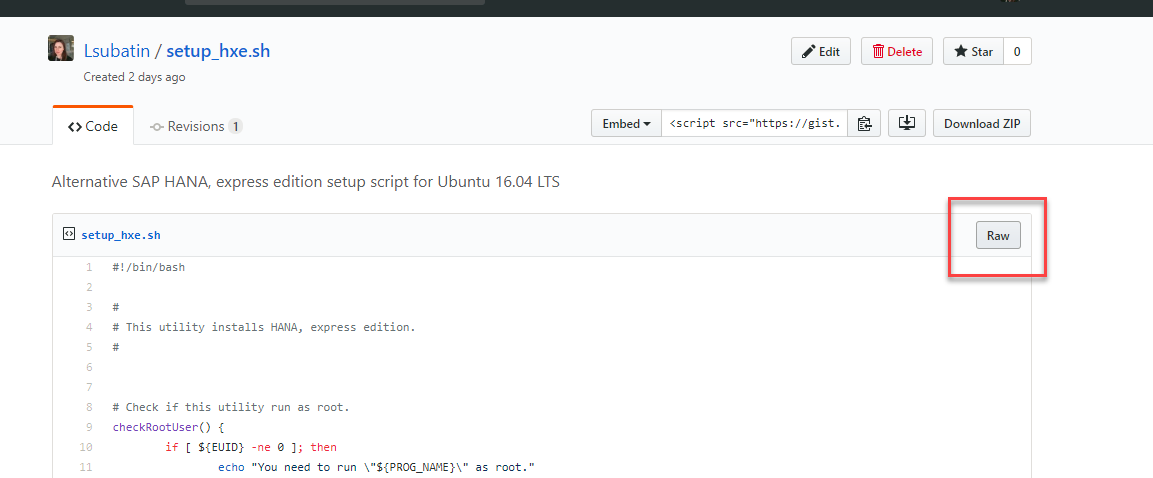 Lsubatin / setup_hxe.sh
Edit
Delete
Star
0
Created 2 days ago
Code
Revisions 1
Embed
<script src="https://gist.
Download ZIP
Alternative SAP HANA, express edition setup script for Ubuntu 16.04 LTS
setup_hxe.sh
Raw
1 #!/bin/bash
2
3 #
4 # This utility installs HANA, express edition.
5 #
6
7
8 # Check if this utility run as root.
9 checkRootUser() {
10 if [ ${EUID} -ne 0 ]; then
11 echo "You need to run \"${PROG_NAME}\" as root."